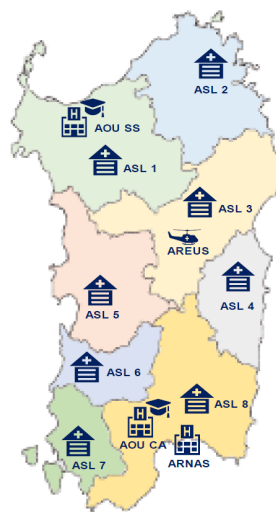 ASL 2
AOU SS
ASL 1
ASL 3
AREUS
ASL 4
ASL 5
ASL 6
ASL 8
AOU CA
ASL 7
ARNAS